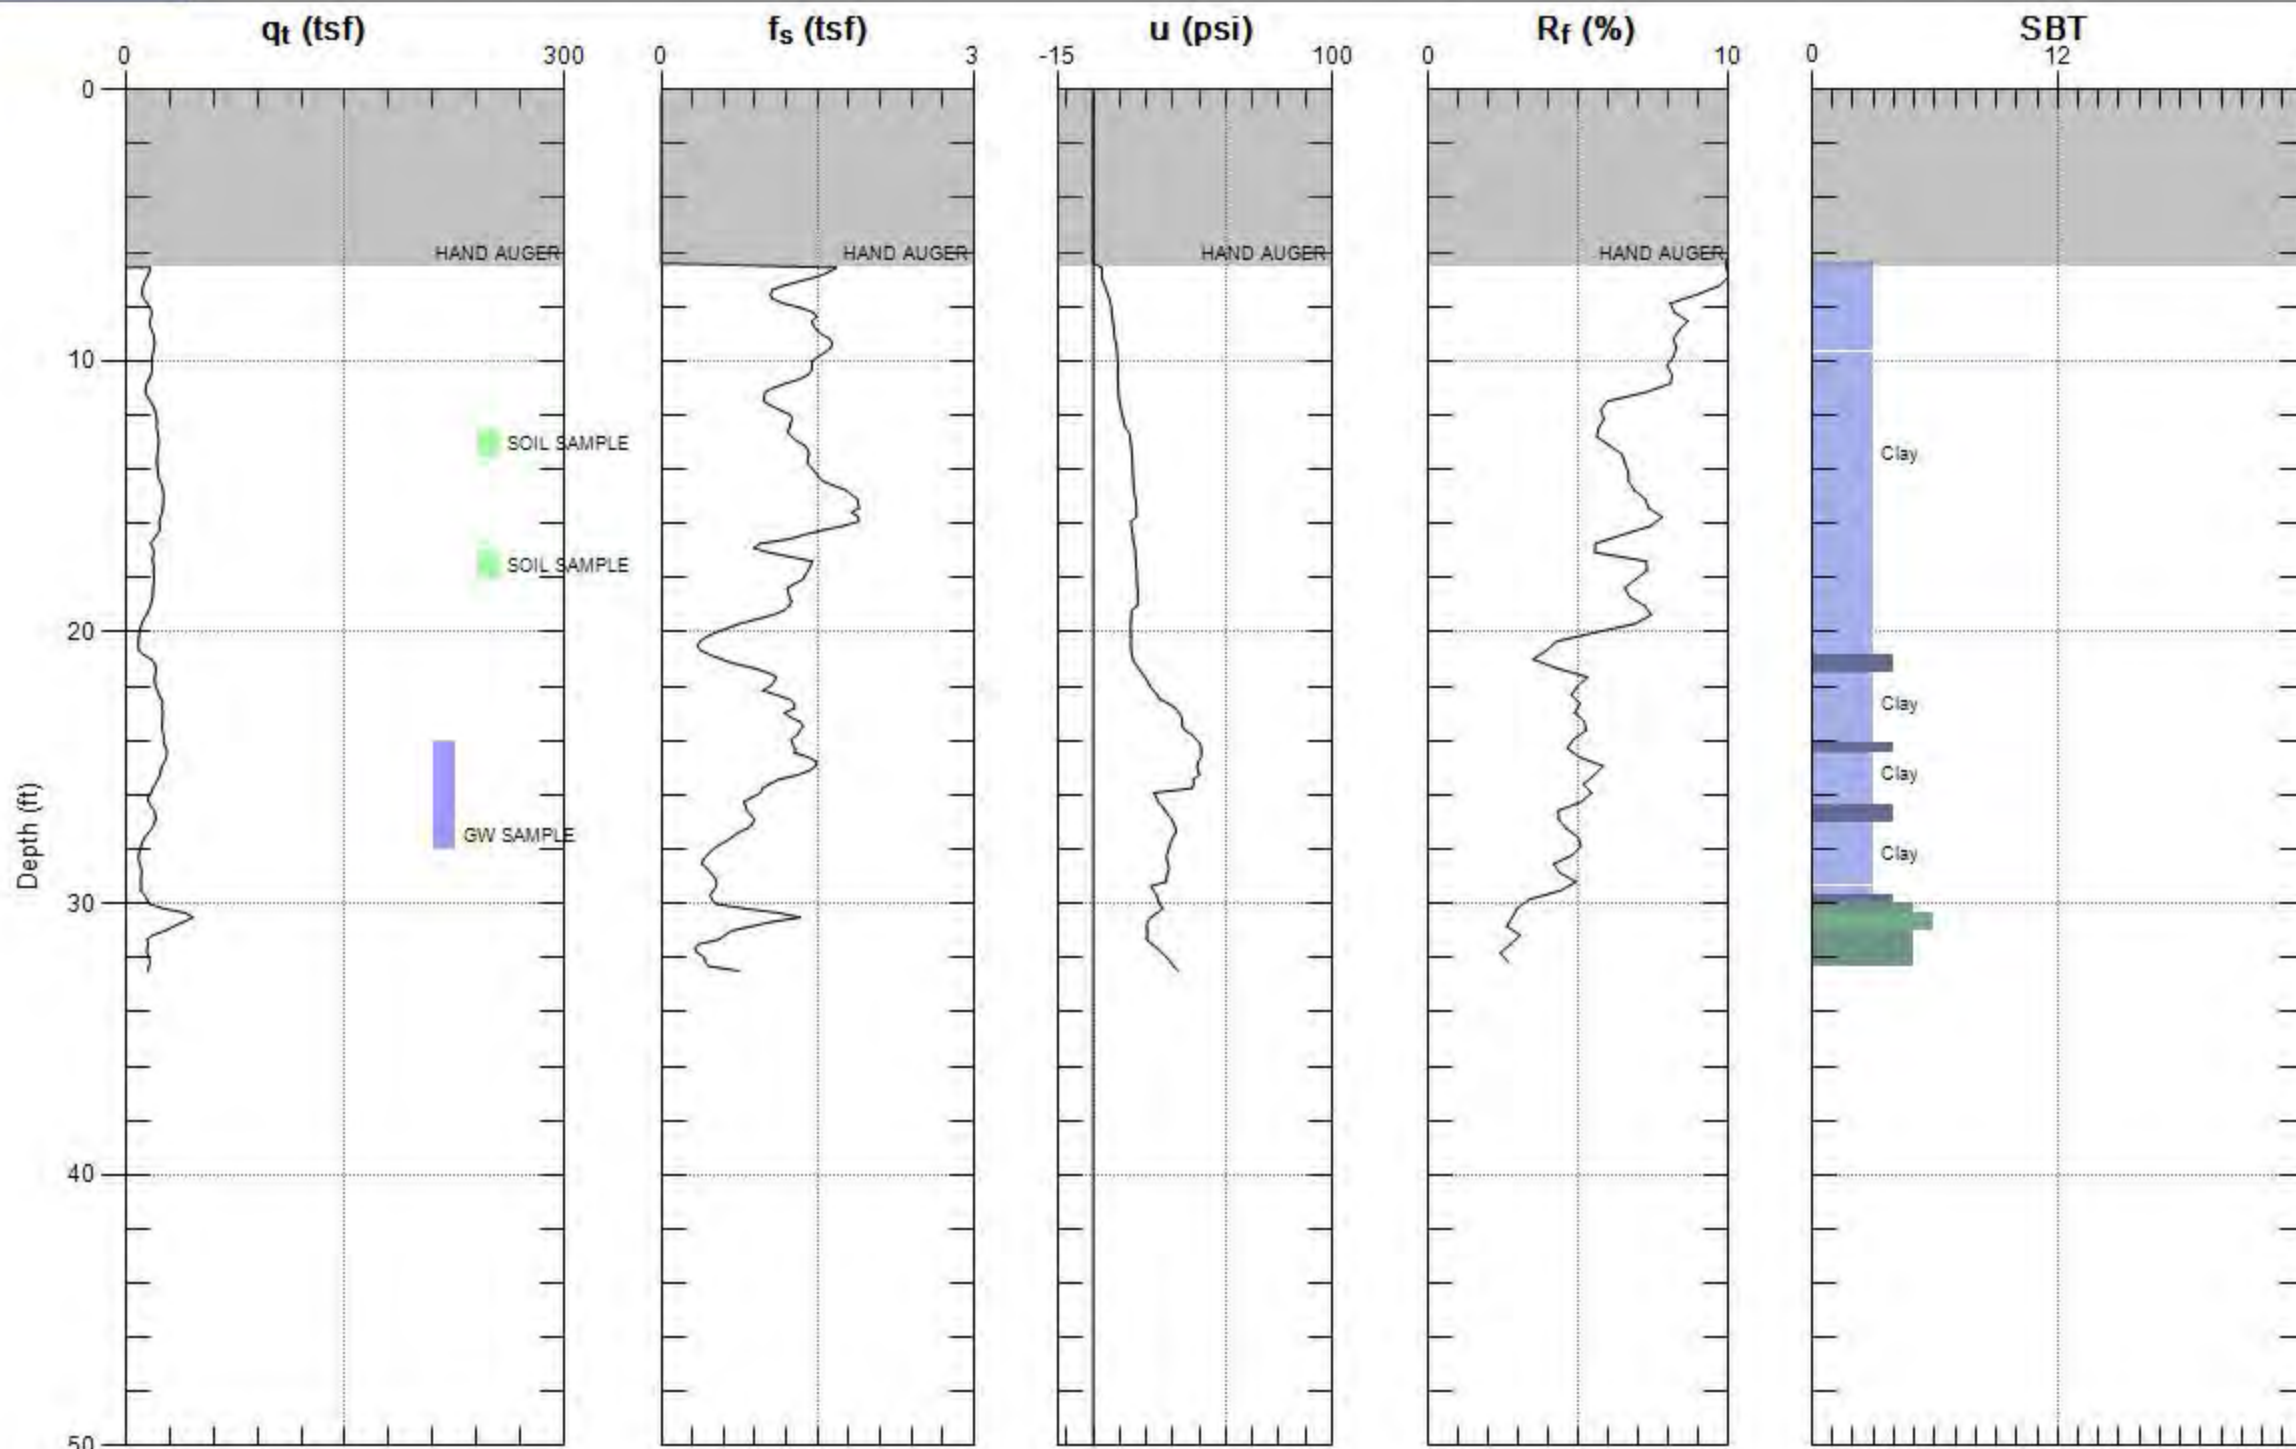 qt (tsf)
fs (tsf)
u (psi)
Rf (%)
SBT
0 300
0 3
-15 100
0 10
0 12
0
HAND AUGER
HAND AUGER
HAND AUGER
HAND AUGER
10
SOIL SAMPLE
Clay
SOIL SAMPLE
20
Clay
Clay
Depth (ft)
GW SAMPLE
Clay
30
40
50